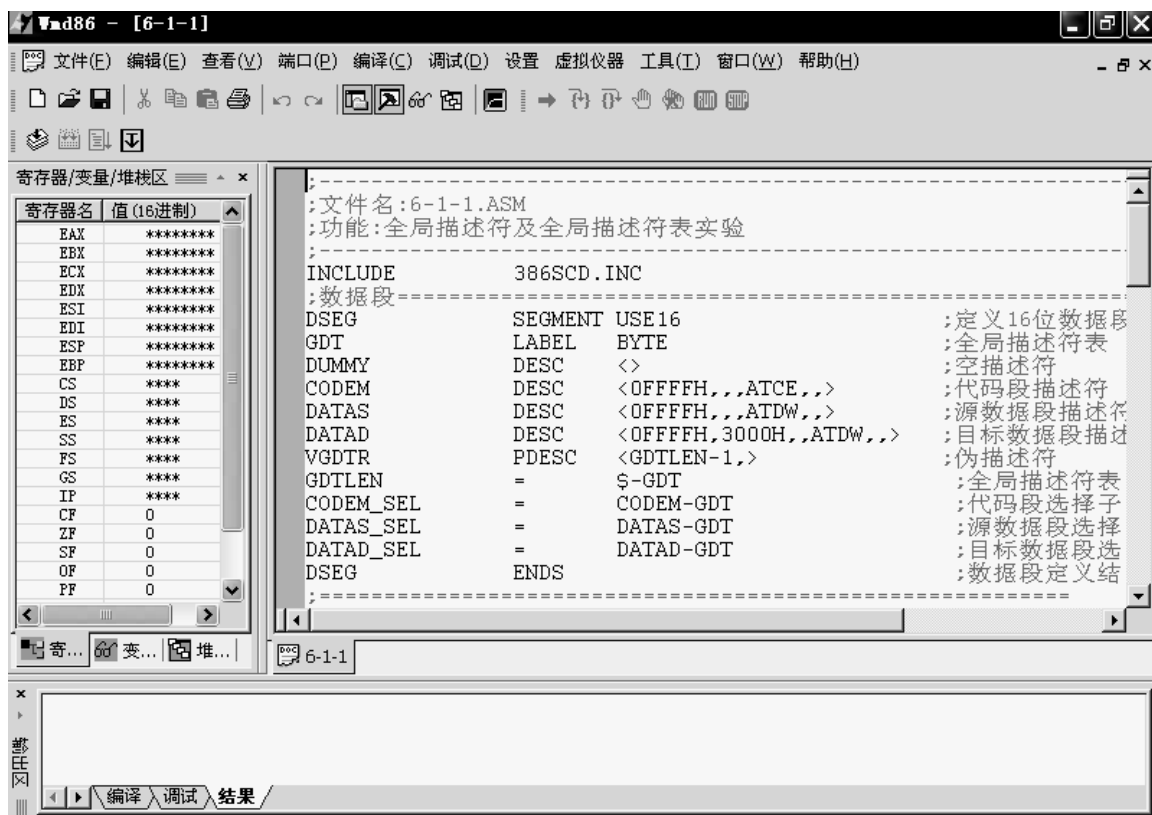 Wmd86 - [6-1-1]
文件(F) 编辑(E) 查看(V) 端口(P) 编译(C) 调试(D) 设置 虚拟仪器 工具(T) 窗口(W) 帮助(H)
RUN STOP
寄存器/变量/堆栈区
寄存器名 值(16进制)
EAX ********
EBX ********
ECX ********
EDX ********
ESI ********
EDI ********
ESP ********
EBP ********
CS ****
DS ****
ES ****
SS ****
FS ****
GS ****
IP ****
CF 0
ZF 0
SF 0
OF 0
PF 0
寄... 变... 堆...
;文件名:6-1-1.ASM
;功能:全局描述符及全局描述符表实验
INCLUDE 386SCD.INC
;数据段====================================================
DSEG SEGMENT USE16 ;定义16位数据段
GDT LABEL BYTE ;全局描述符表
DUMMY DESC <> ;空描述符
CODEM DESC <0FFFFH,,,ATCE,,> ;代码段描述符
DATAS DESC <0FFFFH,,,ATDW,,> ;源数据段描述符
DATAD DESC <0FFFFH,3000H,,ATDW,,> ;目标数据段描述
VGDTR PDESC <GDTLEN-1,> ;伪描述符
GDTLEN = $-GDT ;全局描述符表
CODEM_SEL = CODEM-GDT ;代码段选择子
DATAS_SEL = DATAS-GDT ;源数据段选择
DATAD_SEL = DATAD-GDT ;目标数据段选
DSEG ENDS ;数据段定义结
;==========================================================
6-1-1
编译 调试 结果